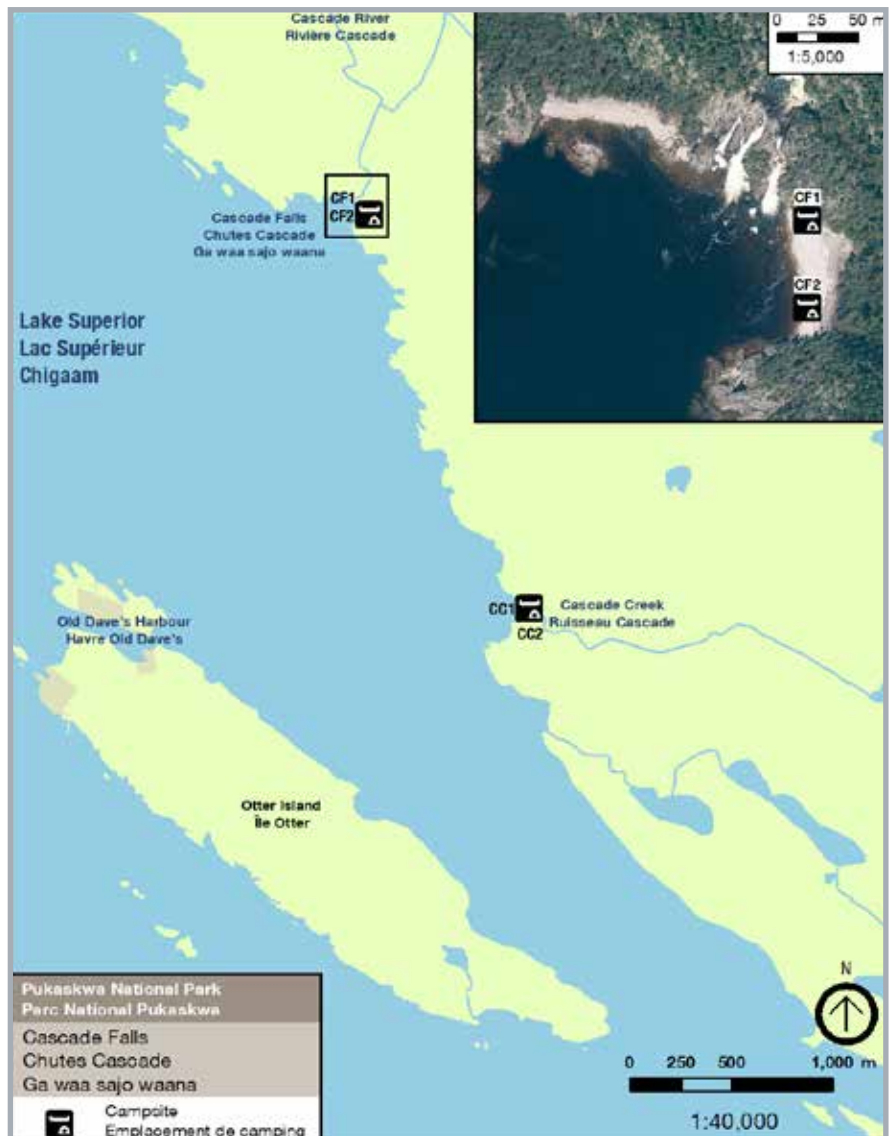 Cascade River
Rivière Cascade
0 25 50 m
1:5,000
CF1
CF2
CF1
CF2
Cascade Falls
Chutes Cascade
Ga waa sajo waana
Lake Superior
Lac Supérieur
Chigaam
CC1
CC2
Cascade Creek
Ruisseau Cascade
Old Dave's Harbour
Havre Old Dave's
Otter Island
Île Otter
N
0 250 500 1,000 m
1:40,000
Pukaskwa National Park
Parc National Pukaskwa
Cascade Falls
Chutes Cascade
Ga waa sajo waana
Campsite
Emplacement de camping